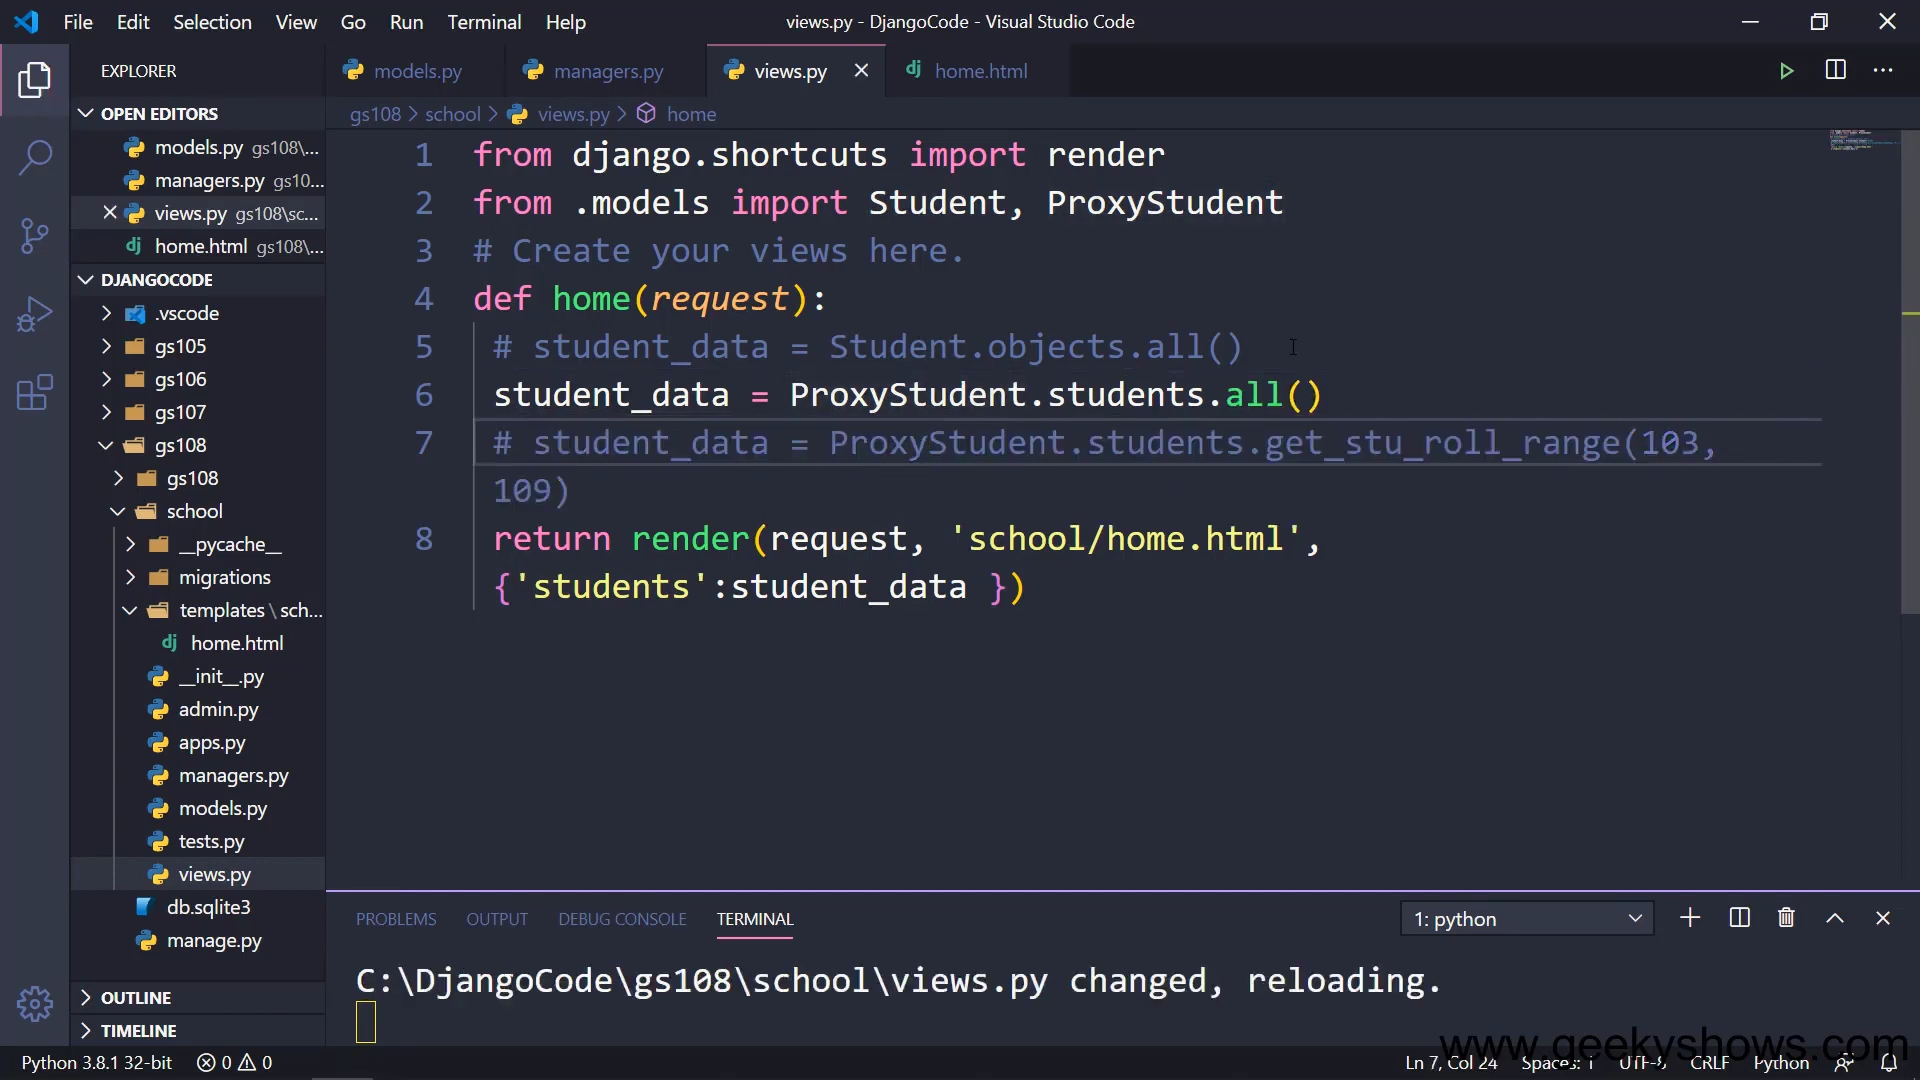 File Edit Selection View Go Run Terminal Help
views.py - DjangoCode - Visual Studio Code
EXPLORER
OPEN EDITORS
models.py gs108\...
managers.py gs10...
views.py gs108\sc...
home.html gs108\...
DJANGOCODE
.vscode
gs105
gs106
gs107
gs108
gs108
school
__pycache__
migrations
templates \ sch...
home.html
__init__.py
admin.py
apps.py
managers.py
models.py
tests.py
views.py
db.sqlite3
manage.py
OUTLINE
TIMELINE
models.py managers.py views.py home.html
gs108 > school > views.py > home
1 from django.shortcuts import render
2 from .models import Student, ProxyStudent
3 # Create your views here.
4 def home(request):
5 # student_data = Student.objects.all()
6 student_data = ProxyStudent.students.all()
7 # student_data = ProxyStudent.students.get_stu_roll_range(103,
109)
8 return render(request, 'school/home.html',
{'students':student_data })
PROBLEMS OUTPUT DEBUG CONSOLE TERMINAL
1: python
C:\DjangoCode\gs108\school\views.py changed, reloading.
www.geekyshows.com
Python 3.8.1 32-bit 0 0
Ln 7, Col 24 Spaces: 1 UTF-8 CRLF Python